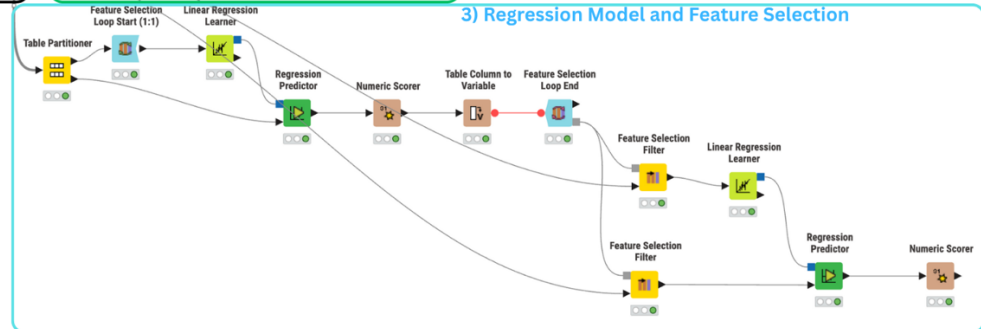 3) Regression Model and Feature Selection
Feature Selection
Loop Start (1:1)
Linear Regression
Learner
Table Partitioner
Regression
Predictor
Numeric Scorer
Table Column to
Variable
Feature Selection
Loop End
Feature Selection
Filter
Linear Regression
Learner
Feature Selection
Filter
Regression
Predictor
Numeric Scorer